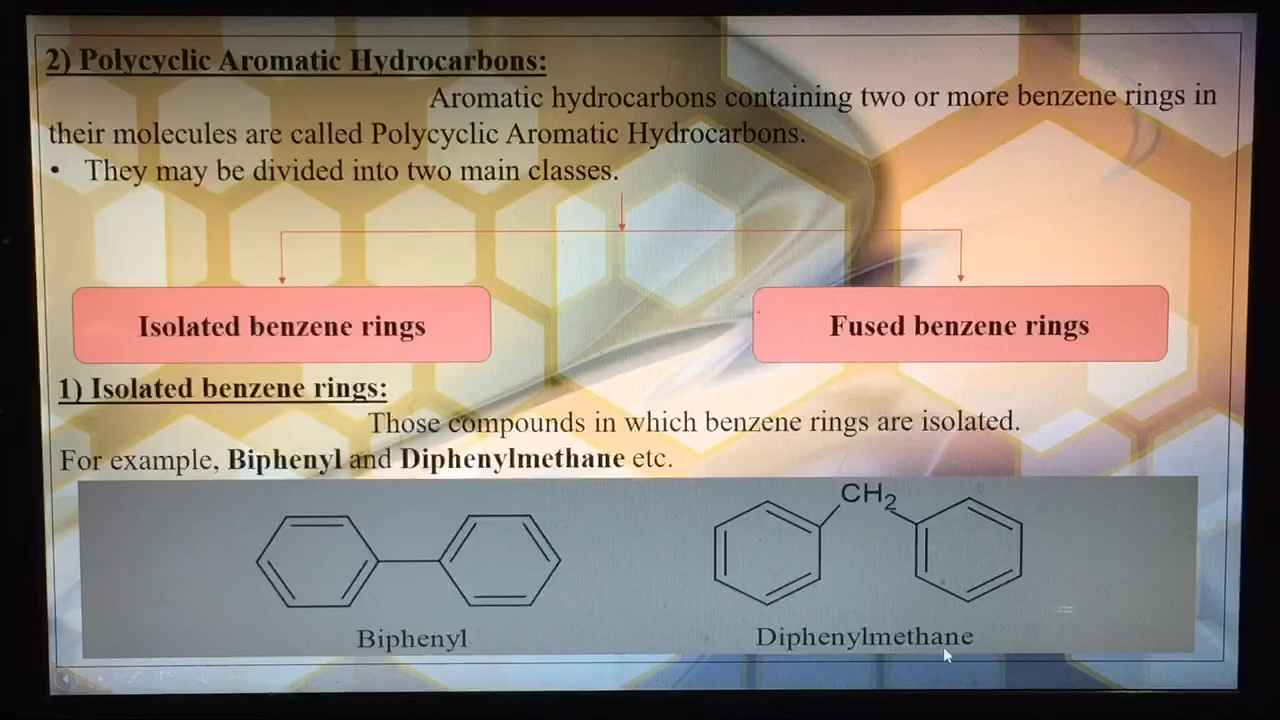 2) Polycyclic Aromatic Hydrocarbons:
Aromatic hydrocarbons containing two or more benzene rings in
their molecules are called Polycyclic Aromatic Hydrocarbons.
• They may be divided into two main classes.
Isolated benzene rings
Fused benzene rings
1) Isolated benzene rings:
Those compounds in which benzene rings are isolated.
For example, Biphenyl and Diphenylmethane etc.
CH₂
Biphenyl
Diphenylmethane